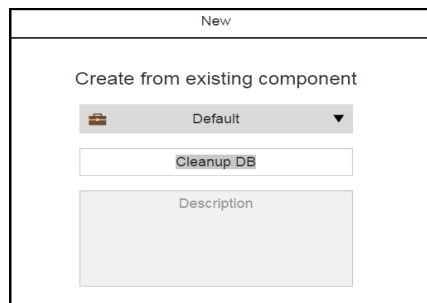 New
Create from existing component
Default
Cleanup DB
Description